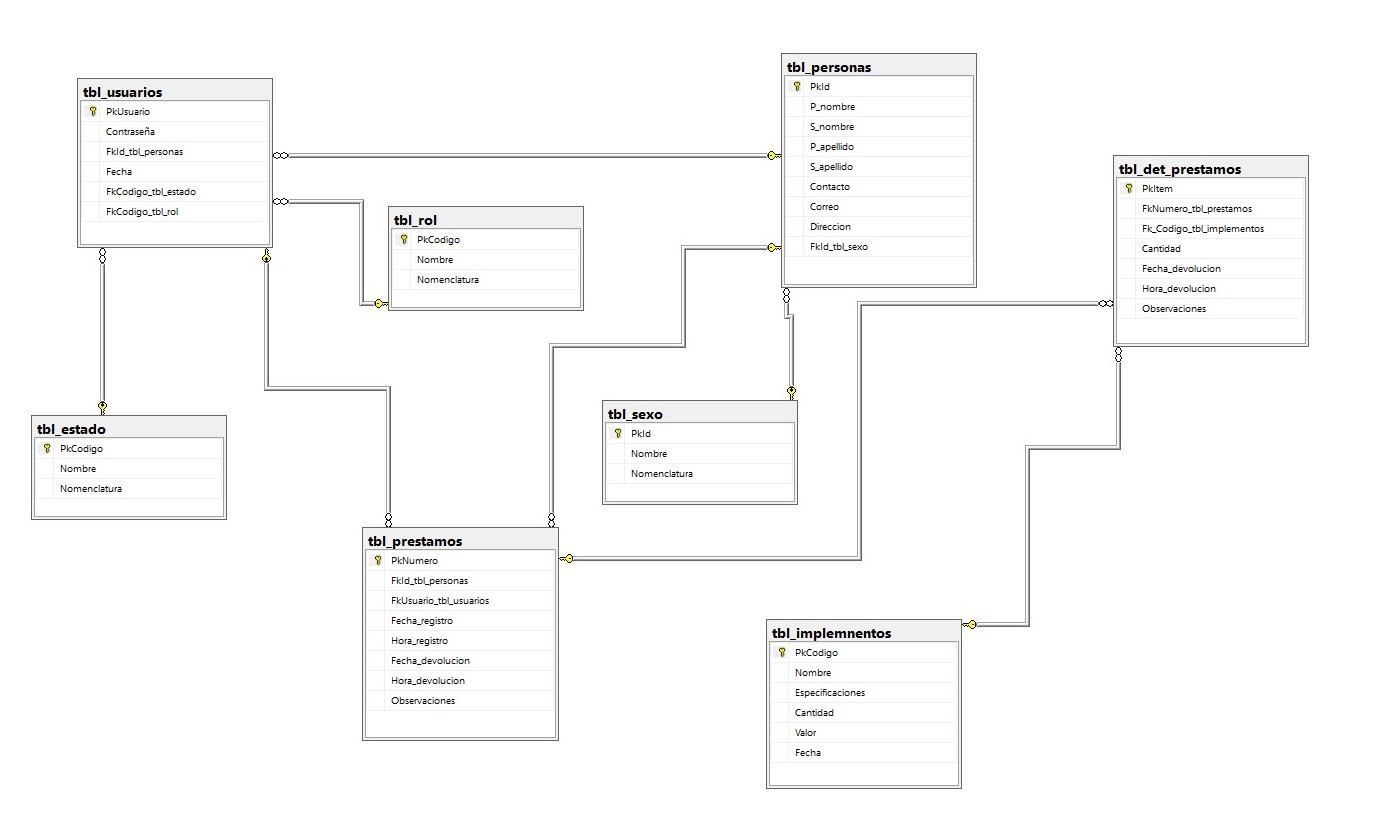 tbl_usuarios
PkUsuario
Contraseña
FkId_tbl_personas
Fecha
FkCodigo_tbl_estado
FkCodigo_tbl_rol
tbl_rol
PkCodigo
Nombre
Nomenclatura
tbl_personas
PkId
P_nombre
S_nombre
P_apellido
S_apellido
Contacto
Correo
Direccion
FkId_tbl_sexo
tbl_det_prestamos
PkItem
FkNumero_tbl_prestamos
Fk_Codigo_tbl_implementos
Cantidad
Fecha_devolucion
Hora_devolucion
Observaciones
tbl_estado
PkCodigo
Nombre
Nomenclatura
tbl_sexo
PkId
Nombre
Nomenclatura
tbl_prestamos
PkNumero
FkId_tbl_personas
FkUsuario_tbl_usuarios
Fecha_registro
Hora_registro
Fecha_devolucion
Hora_devolucion
Observaciones
tbl_implemnentos
PkCodigo
Nombre
Especificaciones
Cantidad
Valor
Fecha